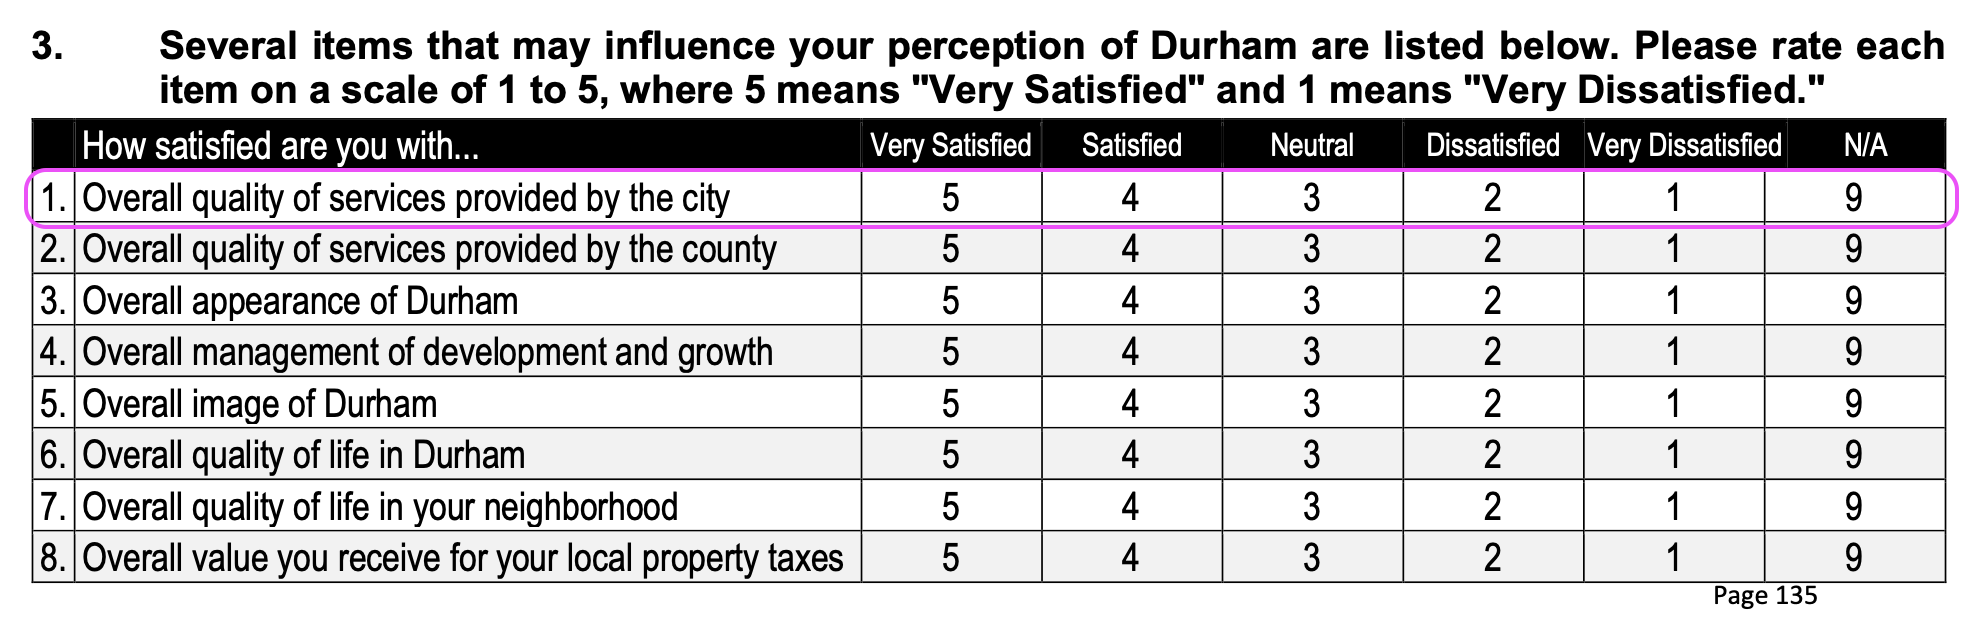 3. Several items that may influence your perception of Durham are listed below. Please rate each
item on a scale of 1 to 5, where 5 means "Very Satisfied" and 1 means "Very Dissatisfied."
How satisfied are you with... Very Satisfied Satisfied Neutral Dissatisfied Very Dissatisfied N/A
1. Overall quality of services provided by the city 5 4 3 2 1 9
2. Overall quality of services provided by the county 5 4 3 2 1 9
3. Overall appearance of Durham 5 4 3 2 1 9
4. Overall management of development and growth 5 4 3 2 1 9
5. Overall image of Durham 5 4 3 2 1 9
6. Overall quality of life in Durham 5 4 3 2 1 9
7. Overall quality of life in your neighborhood 5 4 3 2 1 9
8. Overall value you receive for your local property taxes 5 4 3 2 1 9
Page 135